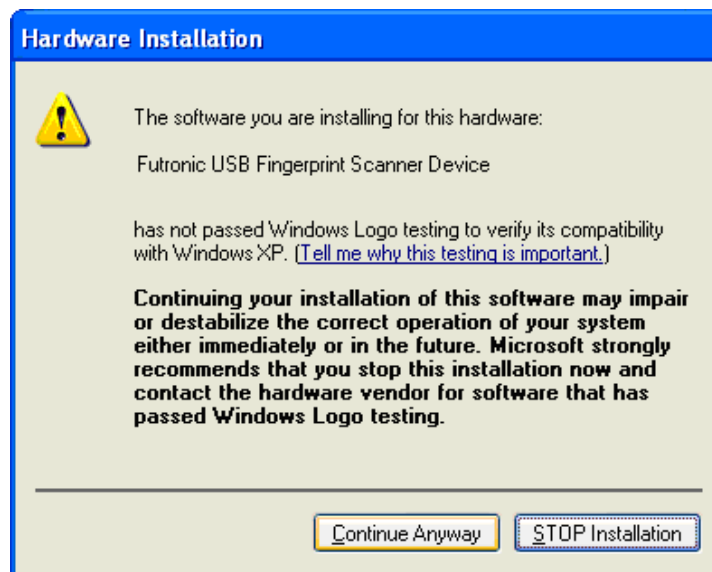 Hardware Installation
The software you are installing for this hardware:
Futronic USB Fingerprint Scanner Device
has not passed Windows Logo testing to verify its compatibility
with Windows XP. (Tell me why this testing is important.)
Continuing your installation of this software may impair
or destabilize the correct operation of your system
either immediately or in the future. Microsoft strongly
recommends that you stop this installation now and
contact the hardware vendor for software that has
passed Windows Logo testing.
Continue Anyway STOP Installation